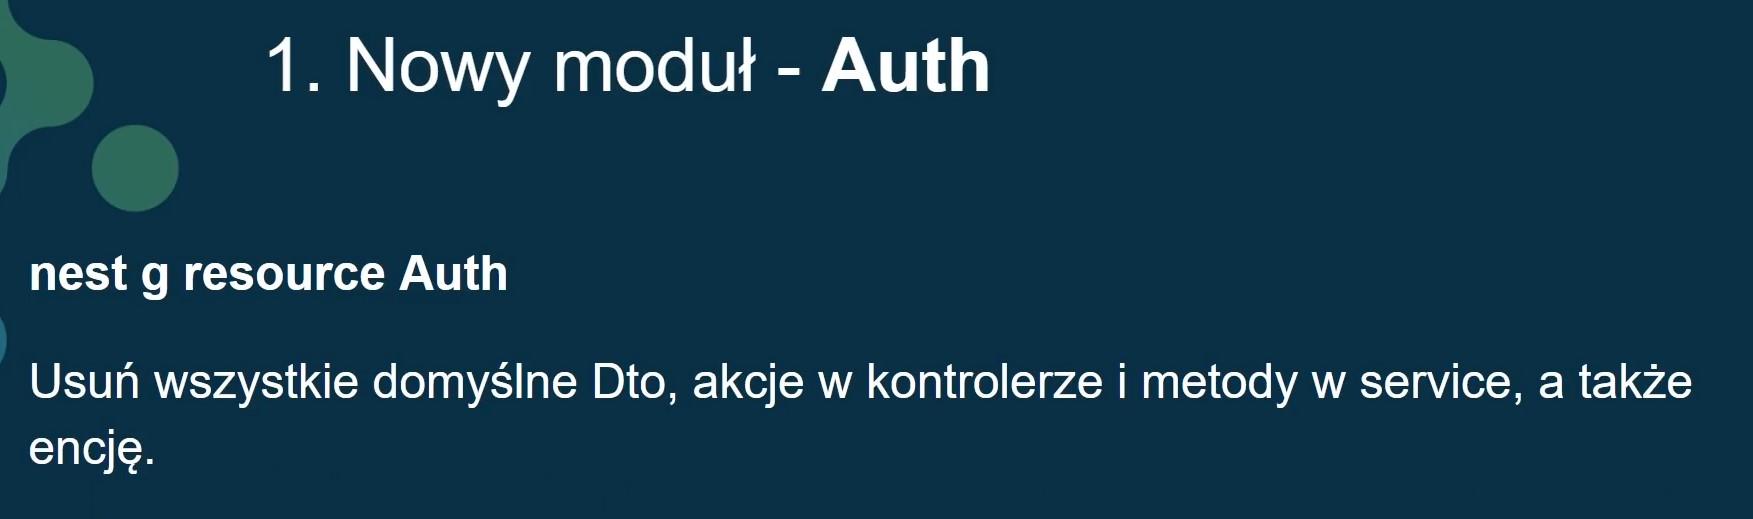 1. Nowy moduł - Auth
nest g resource Auth
Usuń wszystkie domyślne Dto, akcje w kontrolerze i metody w service, a także
encję.